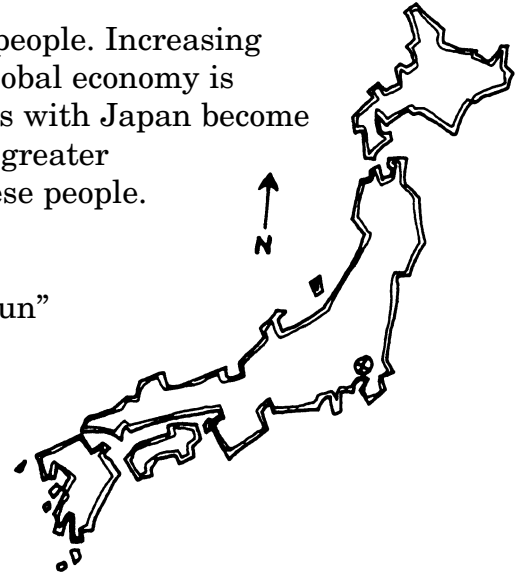 people. Increasing
obal economy is
s with Japan become
greater
ese people.
N
un”